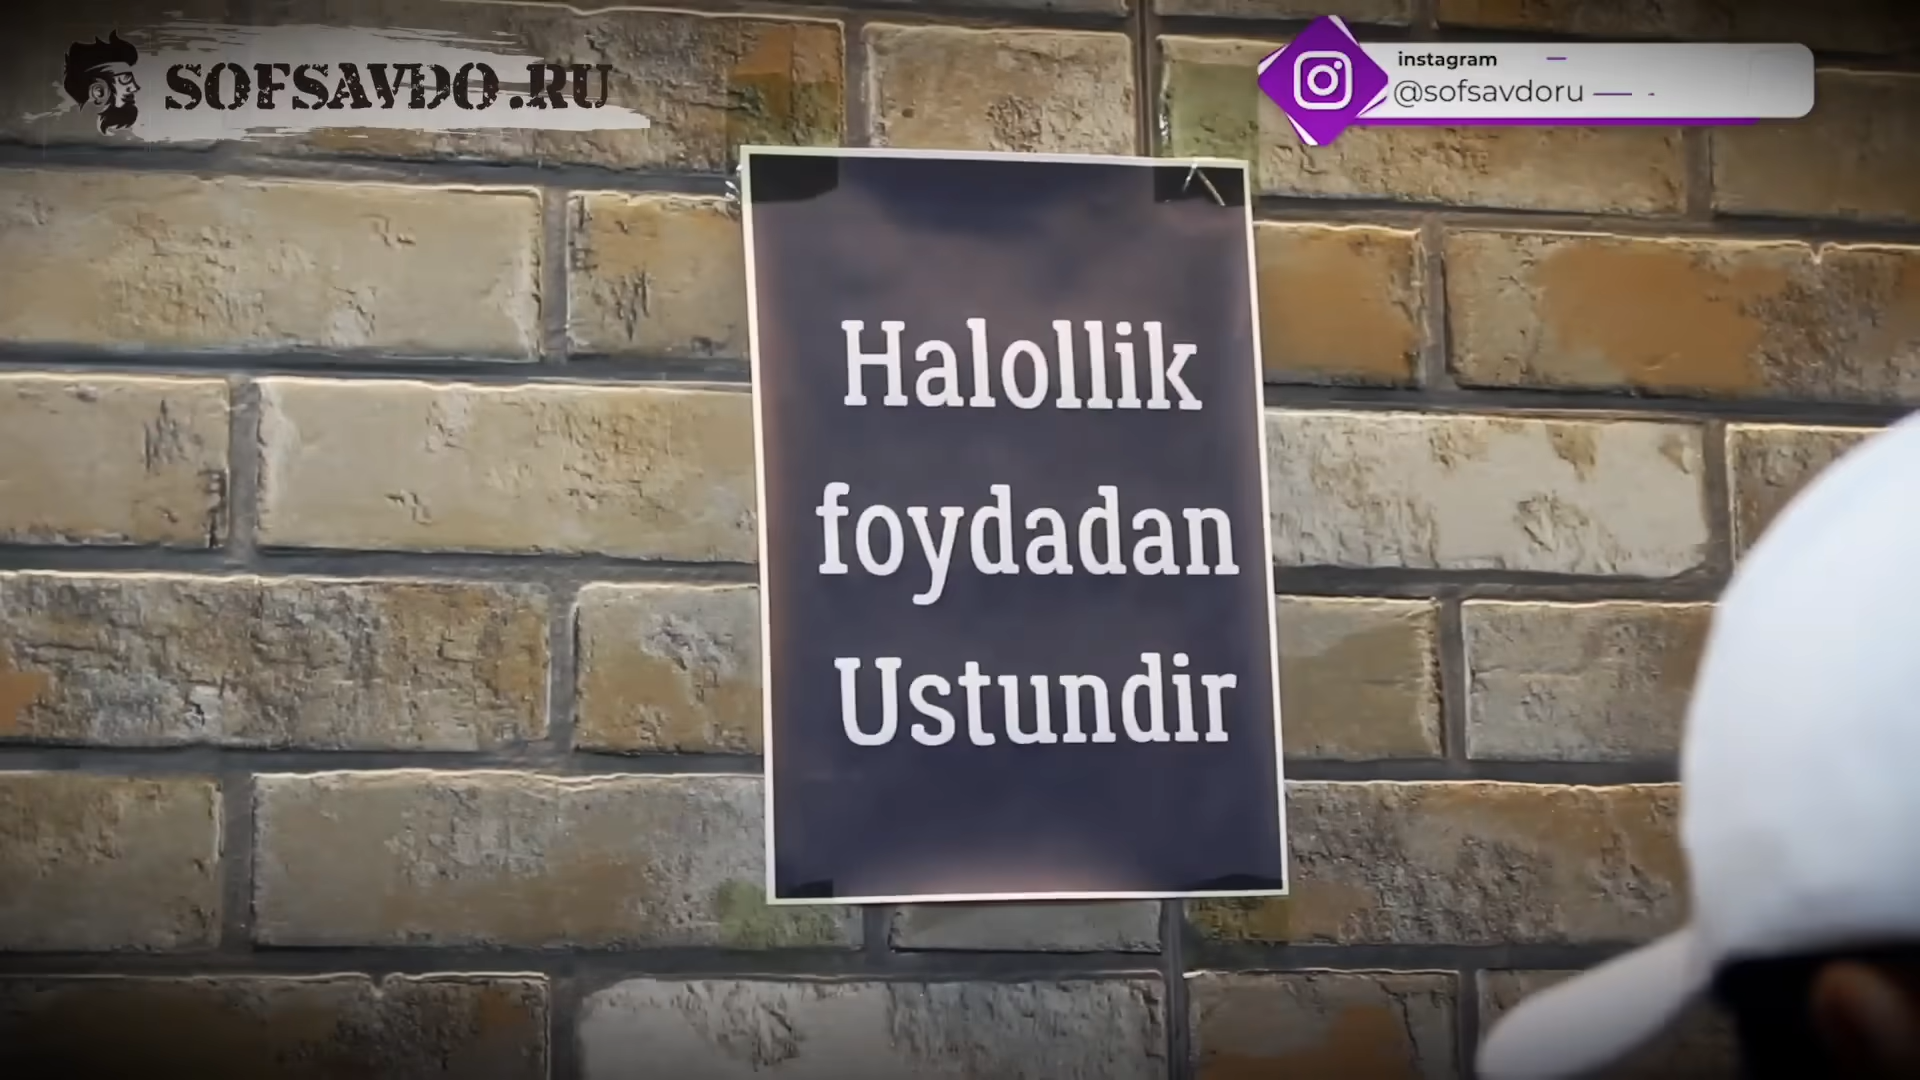 SOFSAVDO.RU
instagram
@sofsavdoru
Halollik
foydadan
Ustundir